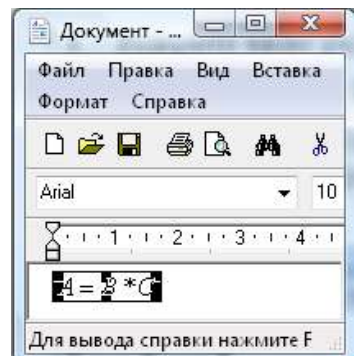 Документ - ...
Файл Правка Вид Вставка
Формат Справка
Arial 10
1 2 3 4
A = B * C
Для вывода справки нажмите F